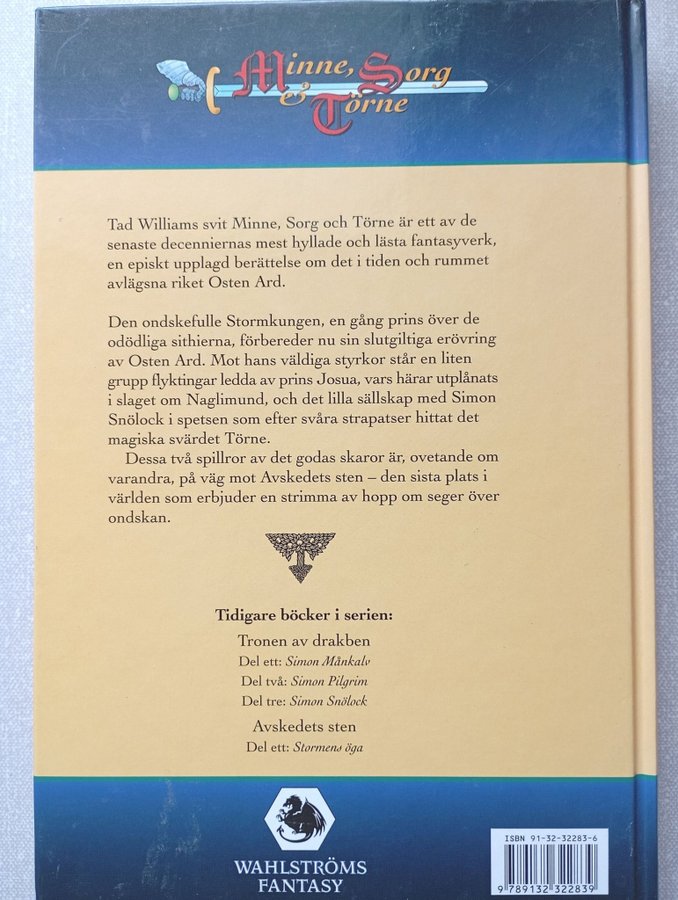 Minne, Sorg
& Törne
Tad Williams svit Minne, Sorg och Törne är ett av de
senaste decenniernas mest hyllade och lästa fantasyverk,
en episkt upplagd berättelse om det i tiden och rummet
avlägsna riket Osten Ard.
Den ondskefulle Stormkungen, en gång prins över de
odödliga sithierna, förbereder nu sin slutgiltiga erövring
av Osten Ard. Mot hans väldiga styrkor står en liten
grupp flyktingar ledda av prins Josua, vars härar utplånats
i slaget om Naglimund, och det lilla sällskap med Simon
Snölock i spetsen som efter svåra strapatser hittat det
magiska svärdet Törne.
Dessa två spillror av det godas skaror är, ovetande om
varandra, på väg mot Avskedets sten – den sista plats i
världen som erbjuder en strimma av hopp om seger över
ondskan.
Tidigare böcker i serien:
Tronen av drakben
Del ett: Simon Månkalv
Del två: Simon Pilgrim
Del tre: Simon Snölock
Avskedets sten
Del ett: Stormens öga
WAHLSTRÖMS
FANTASY
ISBN 91-32-32283-6
9 789132 322839